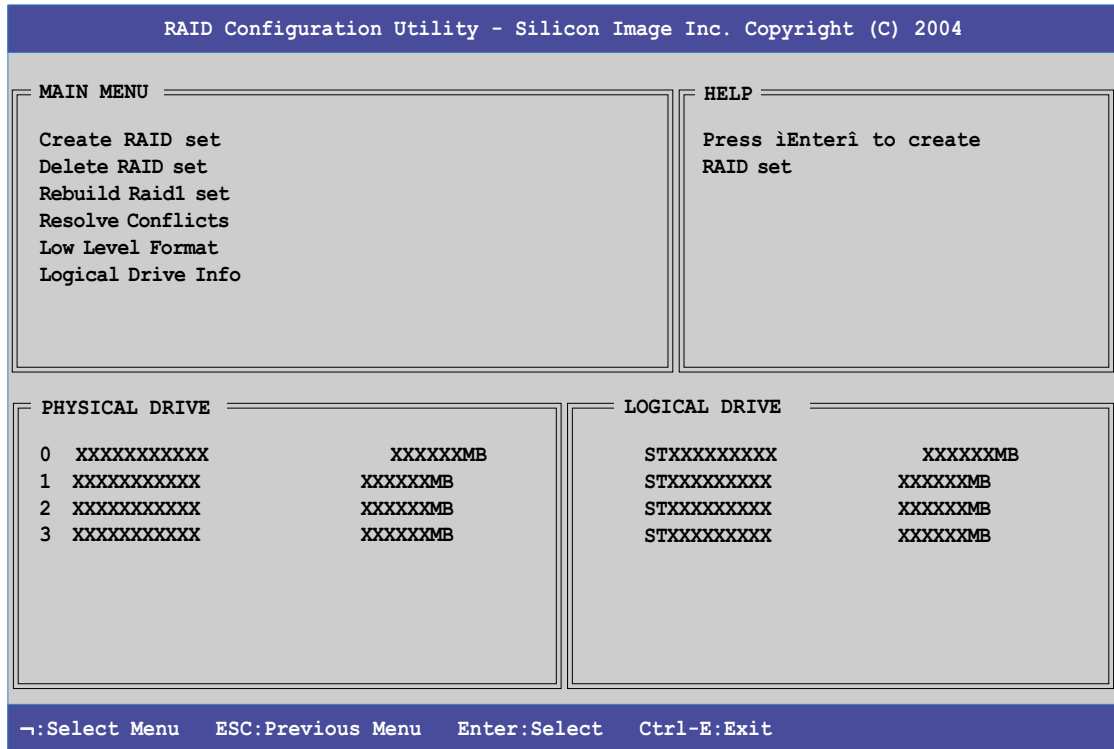 RAID Configuration Utility - Silicon Image Inc. Copyright (C) 2004
MAIN MENU
Create RAID set
Delete RAID set
Rebuild Raid1 set
Resolve Conflicts
Low Level Format
Logical Drive Info
HELP
Press ìEnterî to create
RAID set
PHYSICAL DRIVE
0 XXXXXXXXXXX XXXXXXMB
1 XXXXXXXXXXX XXXXXXMB
2 XXXXXXXXXXX XXXXXXMB
3 XXXXXXXXXXX XXXXXXMB
LOGICAL DRIVE
STXXXXXXXXX XXXXXXMB
STXXXXXXXXX XXXXXXMB
STXXXXXXXXX XXXXXXMB
STXXXXXXXXX XXXXXXMB
¬:Select Menu ESC:Previous Menu Enter:Select Ctrl-E:Exit